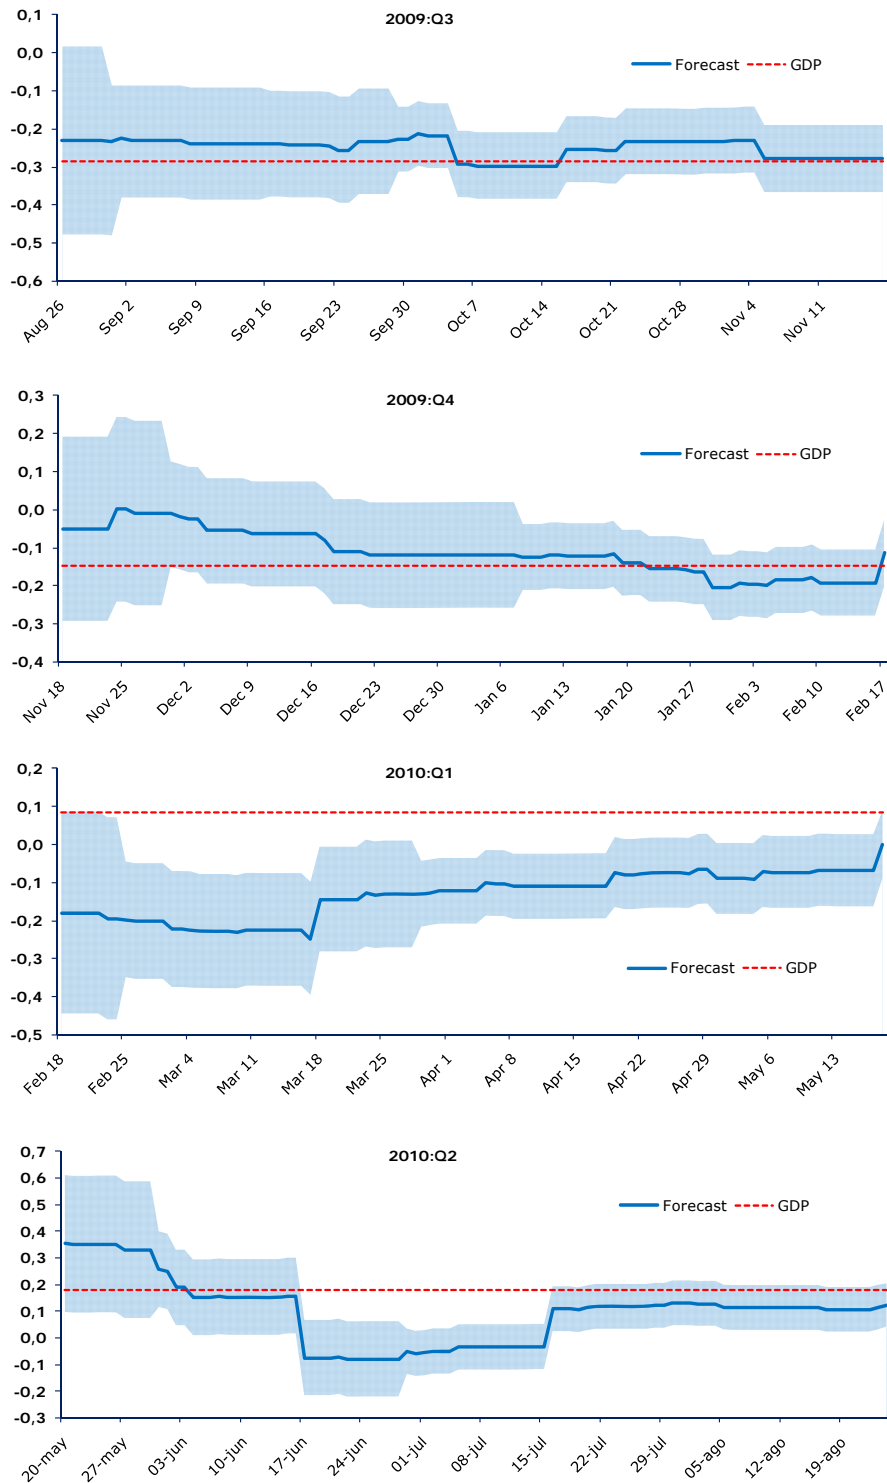 2009:Q3
0,1
0,0
-0,1
-0,2
-0,3
-0,4
-0,5
-0,6
Forecast GDP
Aug 26 Sep 2 Sep 9 Sep 16 Sep 23 Sep 30 Oct 7 Oct 14 Oct 21 Oct 28 Nov 4 Nov 11
2009:Q4
0,3
0,2
0,1
0,0
-0,1
-0,2
-0,3
-0,4
Forecast GDP
Nov 18 Nov 25 Dec 2 Dec 9 Dec 16 Dec 23 Dec 30 Jan 6 Jan 13 Jan 20 Jan 27 Feb 3 Feb 10 Feb 17
2010:Q1
0,2
0,1
0,0
-0,1
-0,2
-0,3
-0,4
-0,5
Forecast GDP
Feb 18 Feb 25 Mar 4 Mar 11 Mar 18 Mar 25 Apr 1 Apr 8 Apr 15 Apr 22 Apr 29 May 6 May 13
2010:Q2
0,7
0,6
0,5
0,4
0,3
0,2
0,1
0,0
-0,1
-0,2
-0,3
Forecast GDP
20-may 27-may 03-jun 10-jun 17-jun 24-jun 01-jul 08-jul 15-jul 22-jul 29-jul 05-ago 12-ago 19-ago